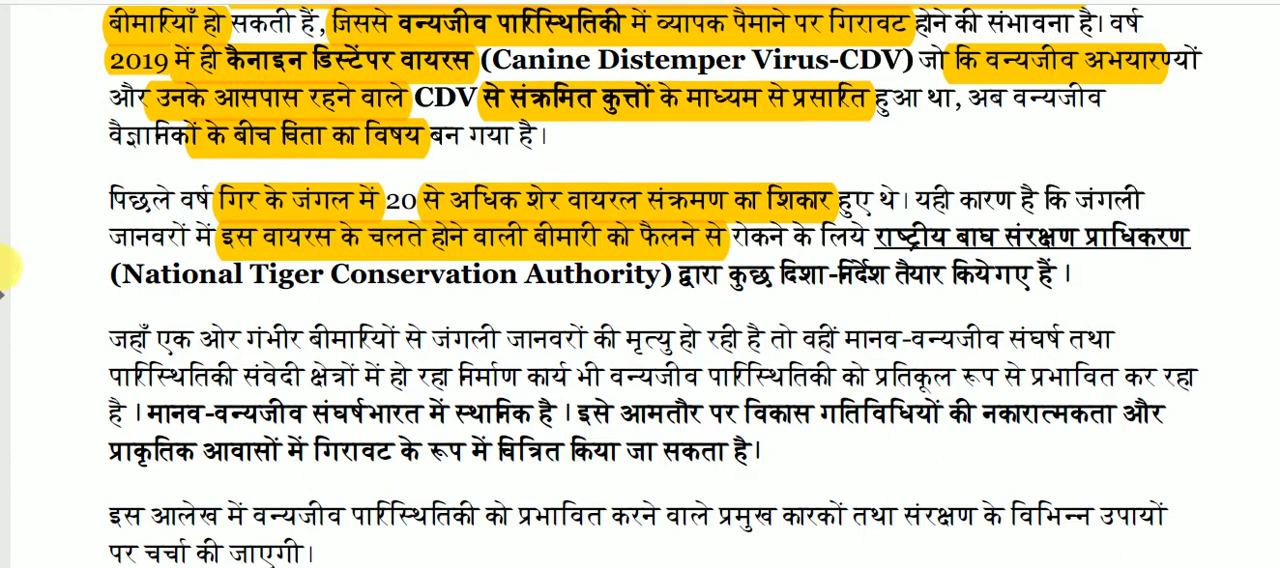 बीमारियाँ हो सकती हैं, जिससे वन्यजीव पारिस्थितिकी में व्यापक पैमाने पर गिरावट होने की संभावना है। वर्ष
2019 में ही कैनाइन डिस्टेंपर वायरस (Canine Distemper Virus-CDV) जो कि वन्यजीव अभयारण्यों
और उनके आसपास रहने वाले CDV से संक्रमित कुत्तों के माध्यम से प्रसारित हुआ था, अब वन्यजीव
वैज्ञानिकों के बीच चिंता का विषय बन गया है।
पिछले वर्ष गिर के जंगल में 20 से अधिक शेर वायरल संक्रमण का शिकार हुए थे। यही कारण है कि जंगली
जानवरों में इस वायरस के चलते होने वाली बीमारी को फैलने से रोकने के लिये राष्ट्रीय बाघ संरक्षण प्राधिकरण
(National Tiger Conservation Authority) द्वारा कुछ दिशा-निर्देश तैयार किये गए हैं।
जहाँ एक ओर गंभीर बीमारियों से जंगली जानवरों की मृत्यु हो रही है तो वहीं मानव-वन्यजीव संघर्ष तथा
पारिस्थितिकी संवेदी क्षेत्रों में हो रहा निर्माण कार्य भी वन्यजीव पारिस्थितिकी को प्रतिकूल रूप से प्रभावित कर रहा
है। मानव-वन्यजीव संघर्षभारत में स्थानिक है। इसे आमतौर पर विकास गतिविधियों की नकारात्मकता और
प्राकृतिक आवासों में गिरावट के रूप में चित्रित किया जा सकता है।
इस आलेख में वन्यजीव पारिस्थितिकी को प्रभावित करने वाले प्रमुख कारकों तथा संरक्षण के विभिन्न उपायों
पर चर्चा की जाएगी।